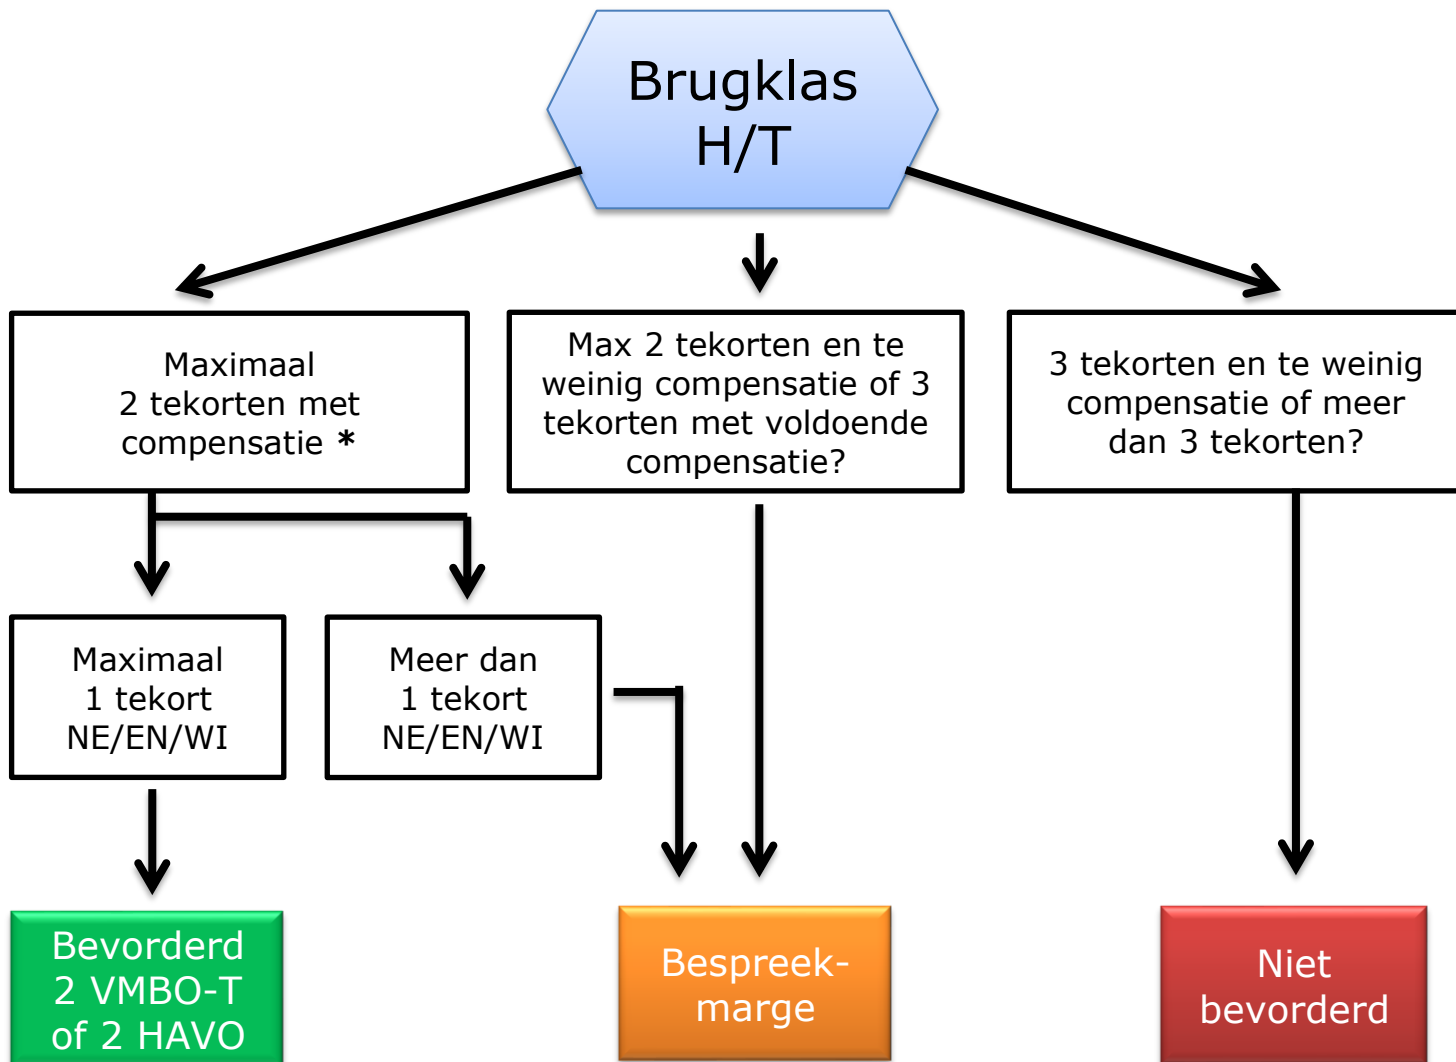 Brugklas
H/T
Maximaal
2 tekorten met
compensatie *
Max 2 tekorten en te
weinig compensatie of 3
tekorten met voldoende
compensatie?
3 tekorten en te weinig
compensatie of meer
dan 3 tekorten?
Maximaal
1 tekort
NE/EN/WI
Meer dan
1 tekort
NE/EN/WI
Bevorderd
2 VMBO-T
of 2 HAVO
Bespreek-
marge
Niet
bevorderd